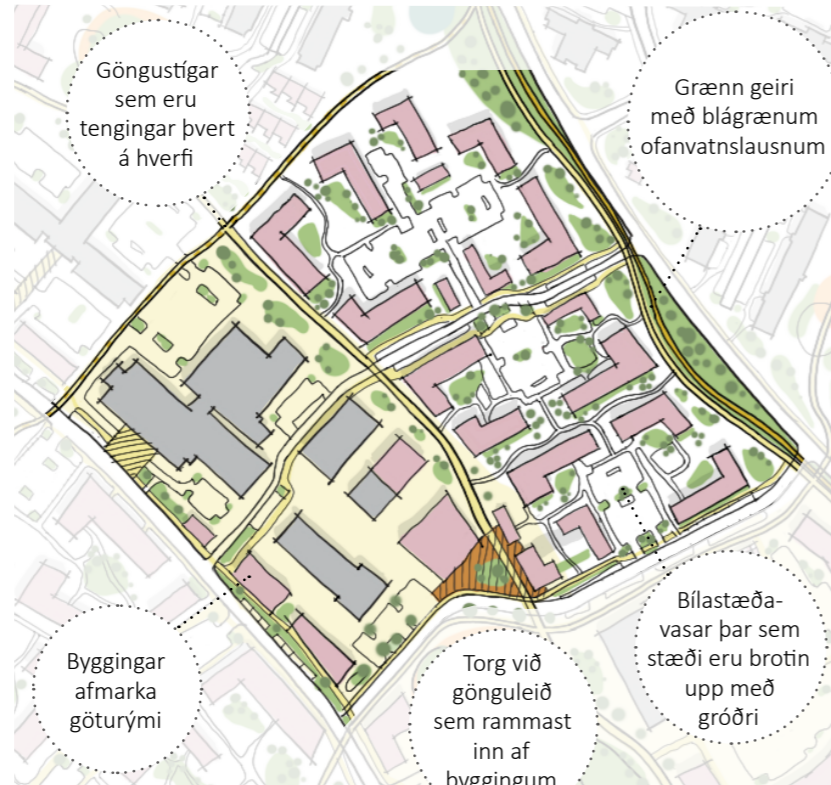 Göngustígar
sem eru
tengingar þvert
á hverfi
Grænn geiri
með blágrænum
ofanvatnslausnum
Byggingar
afmarka
göturými
Torg við
gönguleið
sem rammast
inn af
byggingum
Bílastæða-
vasar þar sem
stæði eru brotin
upp með
gróðri